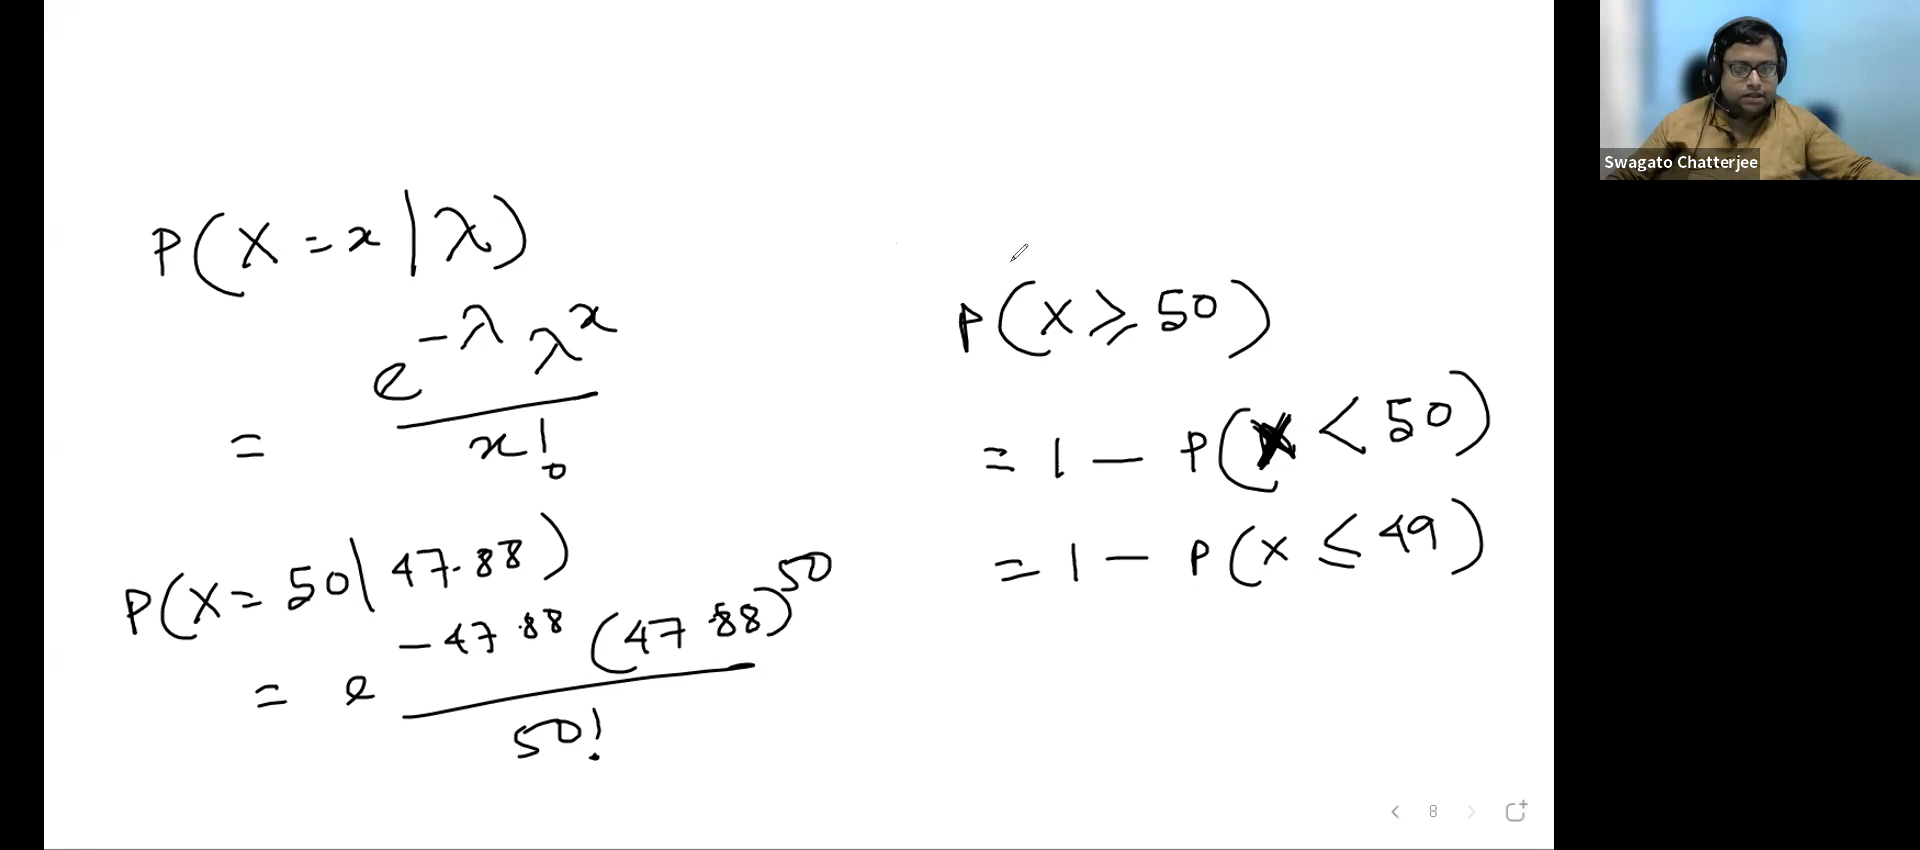 P(X = x | λ)
= e^{-λ} λ^x / x!
P(X = 50 | 47.88)
= e^{-47.88} (47.88)^{50} / 50!
P(X ≥ 50)
= 1 − P(X < 50)
= 1 − P(X ≤ 49)
Swagato Chatterjee
8